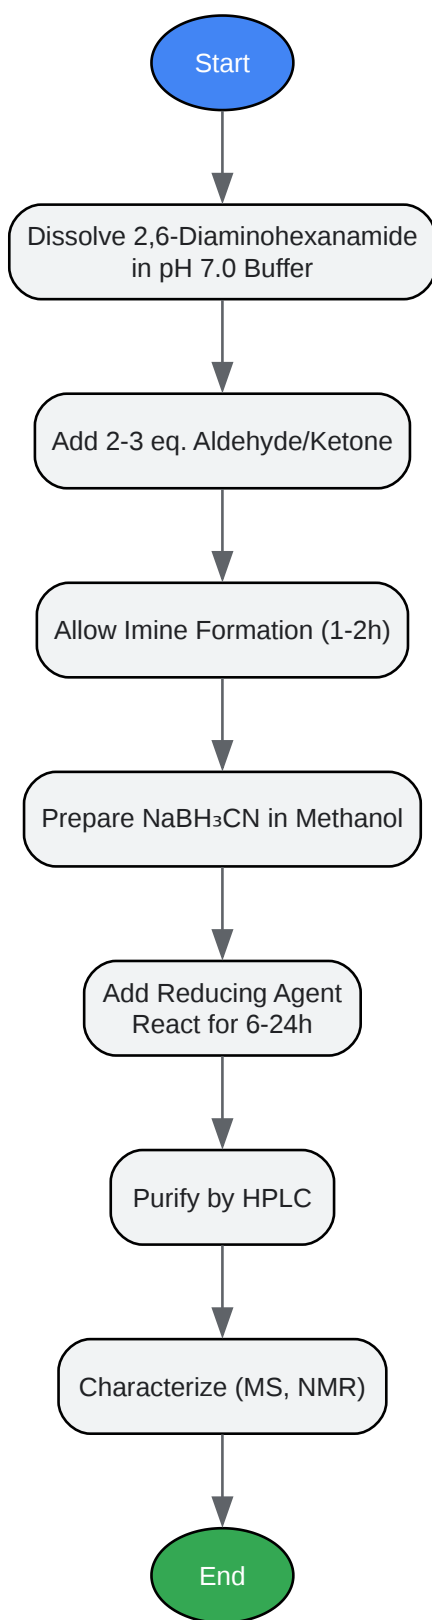 Start
Dissolve 2,6-Diaminohexanamide
in pH 7.0 Buffer
Add 2-3 eq. Aldehyde/Ketone
Allow Imine Formation (1-2h)
Prepare NaBH₃CN in Methanol
Add Reducing Agent
React for 6-24h
Purify by HPLC
Characterize (MS, NMR)
End